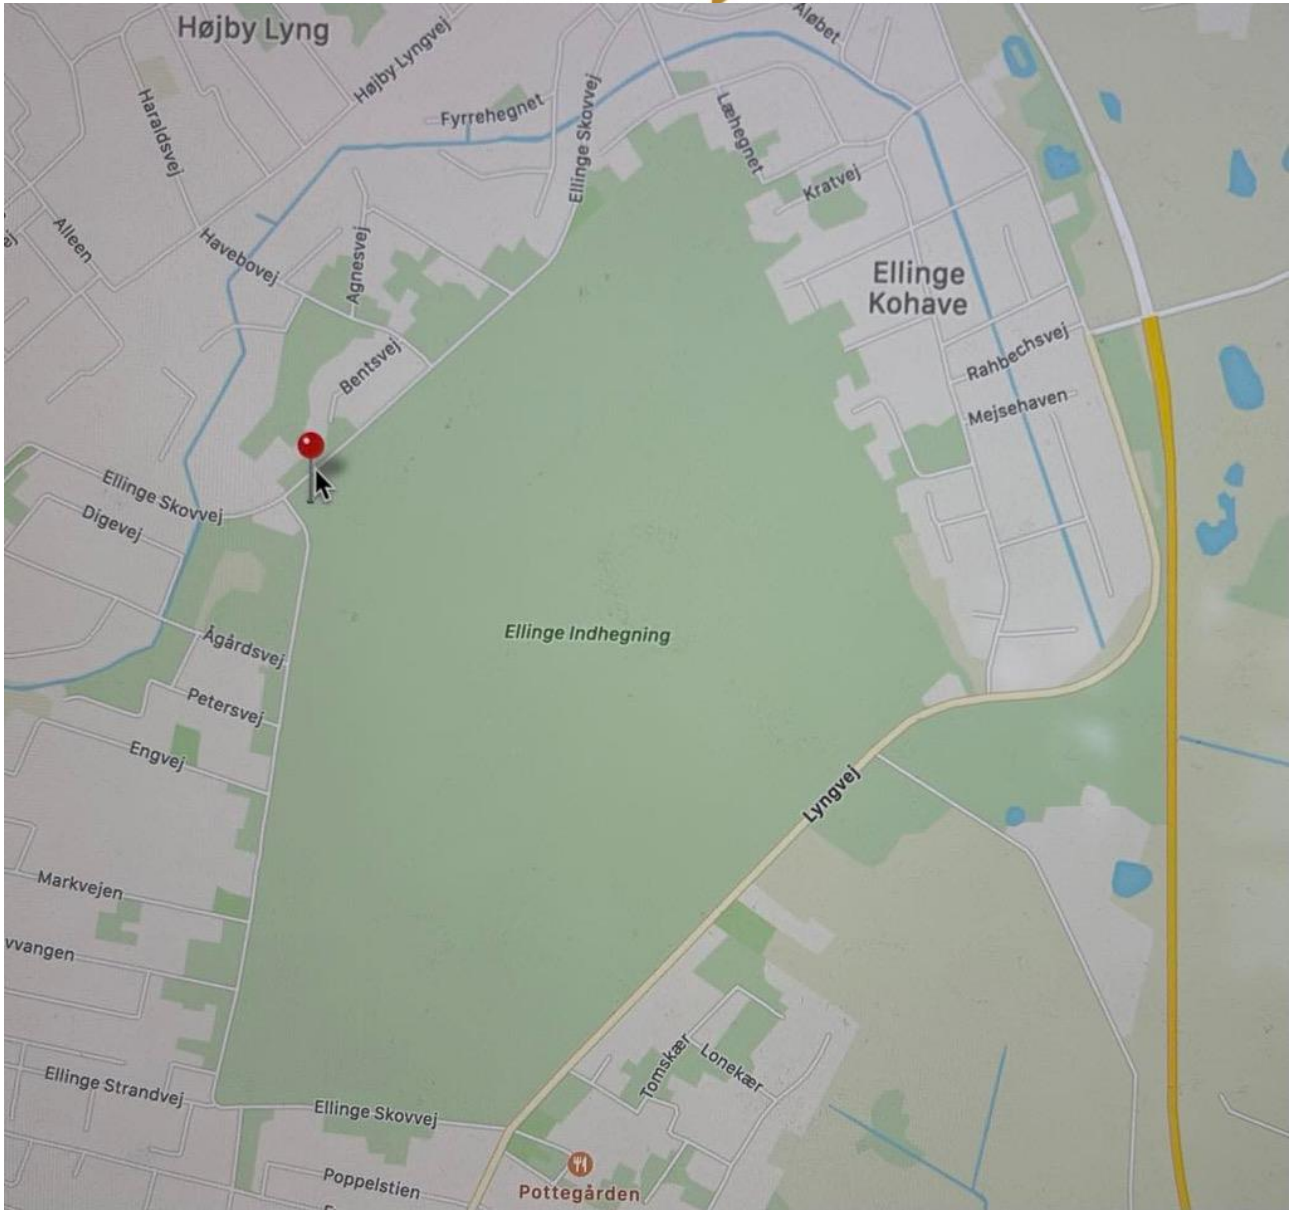 Højby Lyng
Højby Lyngvej
Aløbet
Haraldsvej
Fyrrehegnet
Ellinge Skovvej
Læhegnet
Kratvej
Alleen
Havebovej
Agnesvej
Ellinge
Kohave
Bentsvej
Rahbechsvej
Mejsehaven
Ellinge Skovvej
Digevej
Ellinge Indhegning
Ågårdsvej
Petersvej
Engvej
Lyngvej
Markvejen
vvangen
Tomskær
Lonekær
Ellinge Strandvej
Ellinge Skovvej
Poppelstien
Pottegården